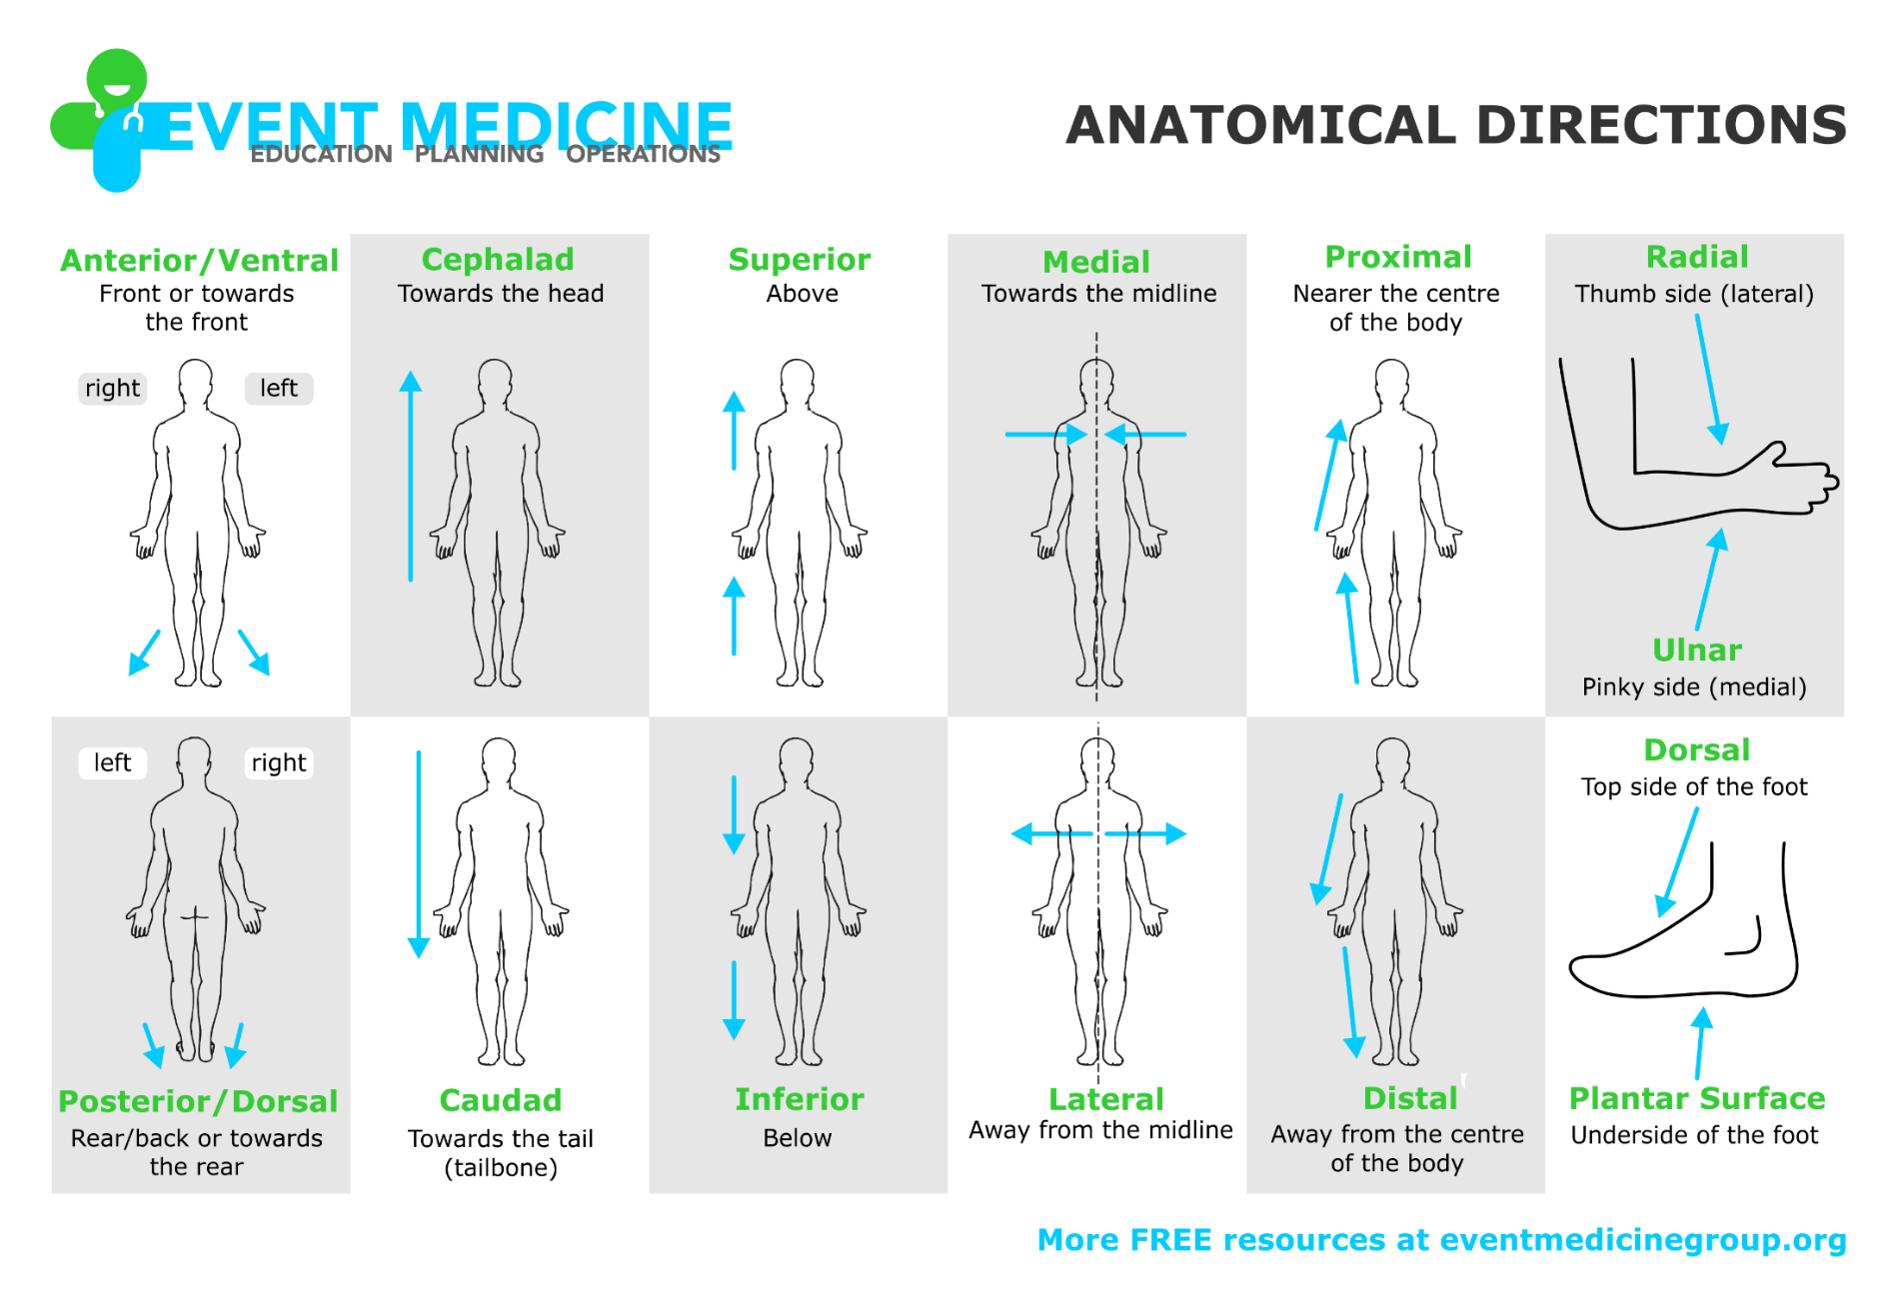 EVENT MEDICINE
EDUCATION PLANNING OPERATIONS
ANATOMICAL DIRECTIONS
Anterior/Ventral
Front or towards
the front
right
left
Cephalad
Towards the head
Superior
Above
Medial
Towards the midline
Proximal
Nearer the centre
of the body
Radial
Thumb side (lateral)
Ulnar
Pinky side (medial)
left
right
Posterior/Dorsal
Rear/back or towards
the rear
Caudad
Towards the tail
(tailbone)
Inferior
Below
Lateral
Away from the midline
Distal
Away from the centre
of the body
Dorsal
Top side of the foot
Plantar Surface
Underside of the foot
More FREE resources at eventmedicinegroup.org